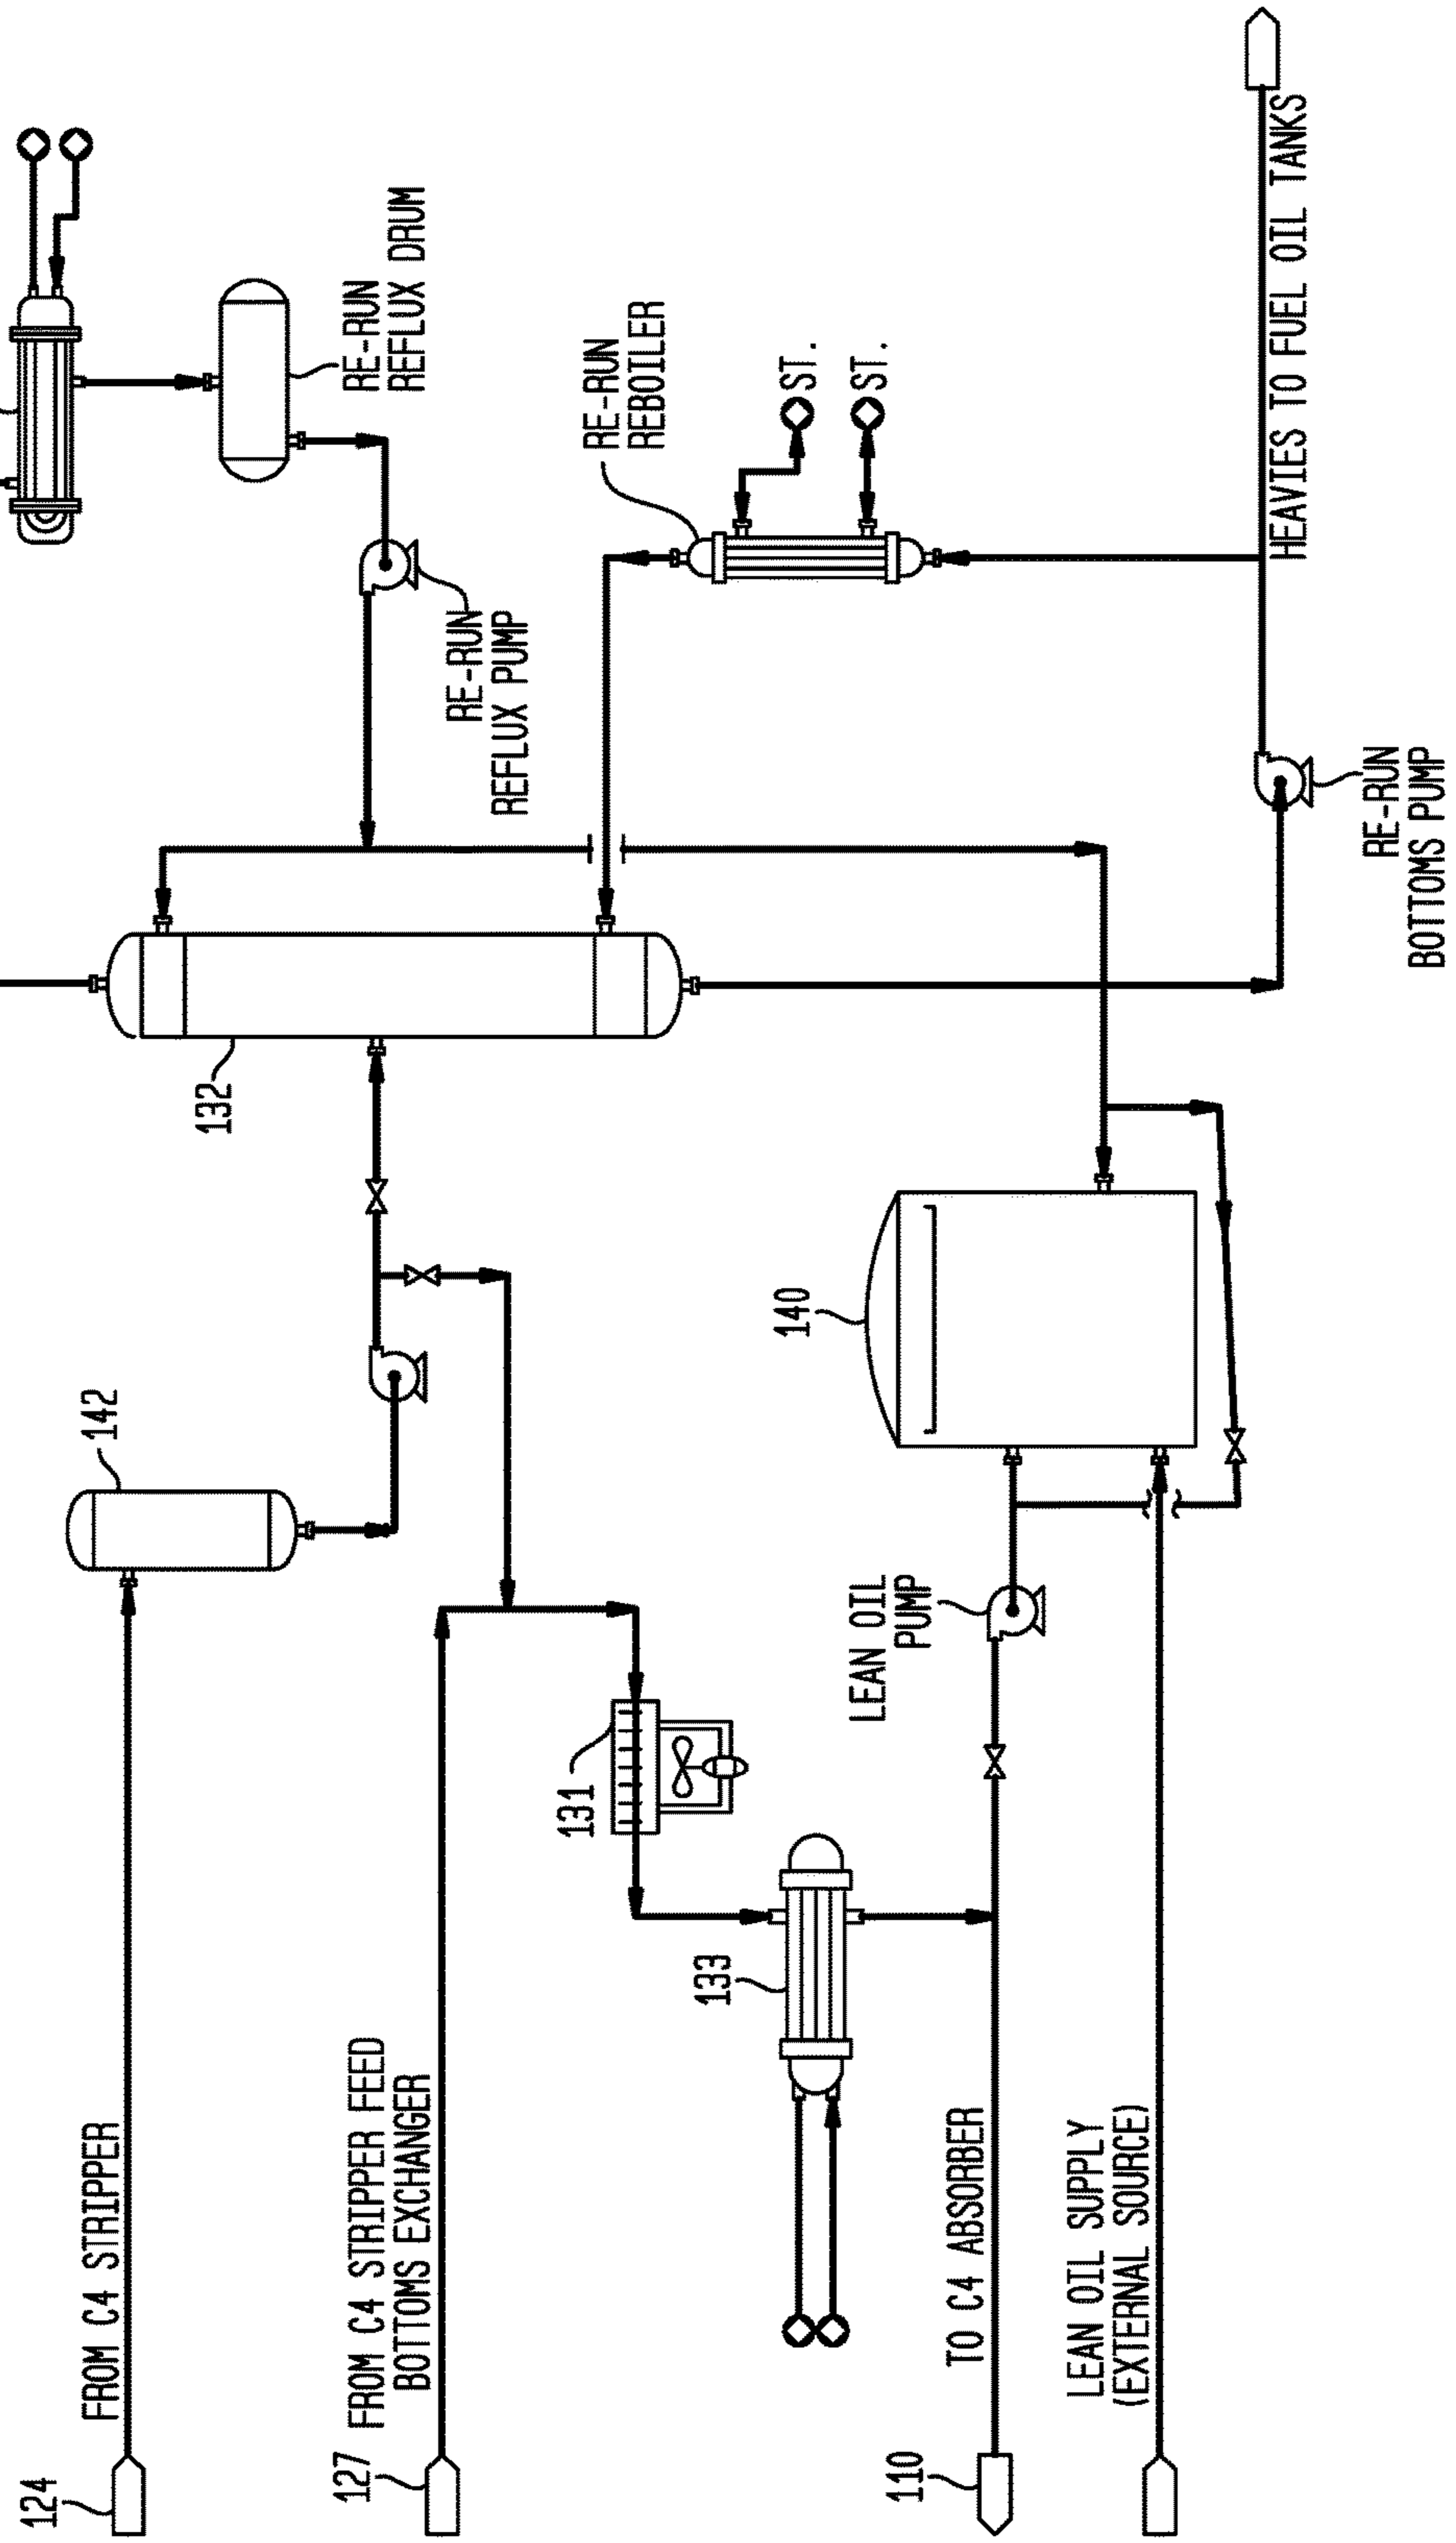 124
FROM C4 STRIPPER
142
132
RE-RUN
REFLUX DRUM
RE-RUN
REFLUX PUMP
127
FROM C4 STRIPPER FEED
BOTTOMS EXCHANGER
131
133
RE-RUN
REBOILER
ST.
ST.
140
LEAN OIL
PUMP
110
TO C4 ABSORBER
LEAN OIL SUPPLY
(EXTERNAL SOURCE)
HEAVIES TO FUEL OIL TANKS
RE-RUN
BOTTOMS PUMP